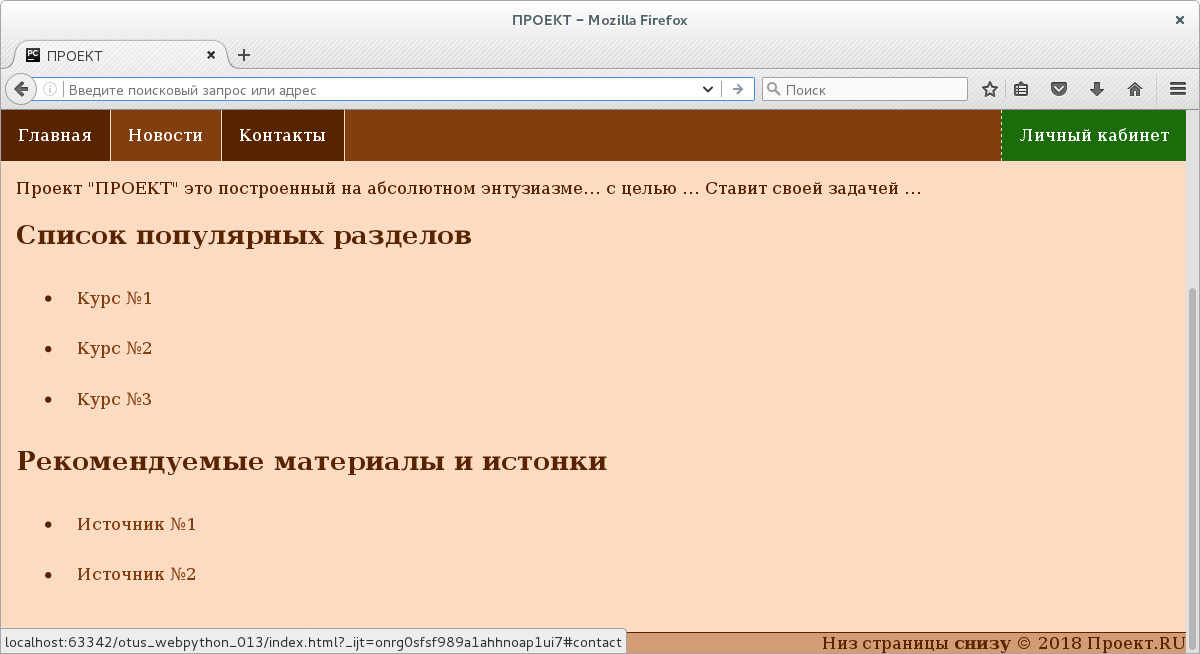 ПРОЕКТ – Mozilla Firefox
PC ПРОЕКТ
Введите поисковый запрос или адрес
Поиск
Главная Новости Контакты Личный кабинет
Проект "ПРОЕКТ" это построенный на абсолютном энтузиазме... с целью ... Ставит своей задачей ...
Список популярных разделов
Курс №1
Курс №2
Курс №3
Рекомендуемые материалы и истонки
Источник №1
Источник №2
localhost:63342/otus_webpython_013/index.html?_ijt=onrg0sfsf989a1ahhnoap1ui7#contact
Низ страницы снизу © 2018 Проект.RU